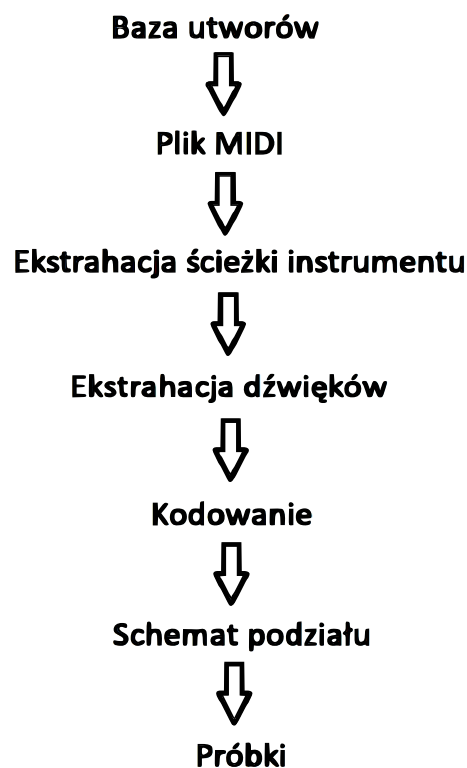 Baza utworów
Plik MIDI
Ekstrahacja ścieżki instrumentu
Ekstrahacja dźwięków
Kodowanie
Schemat podziału
Próbki